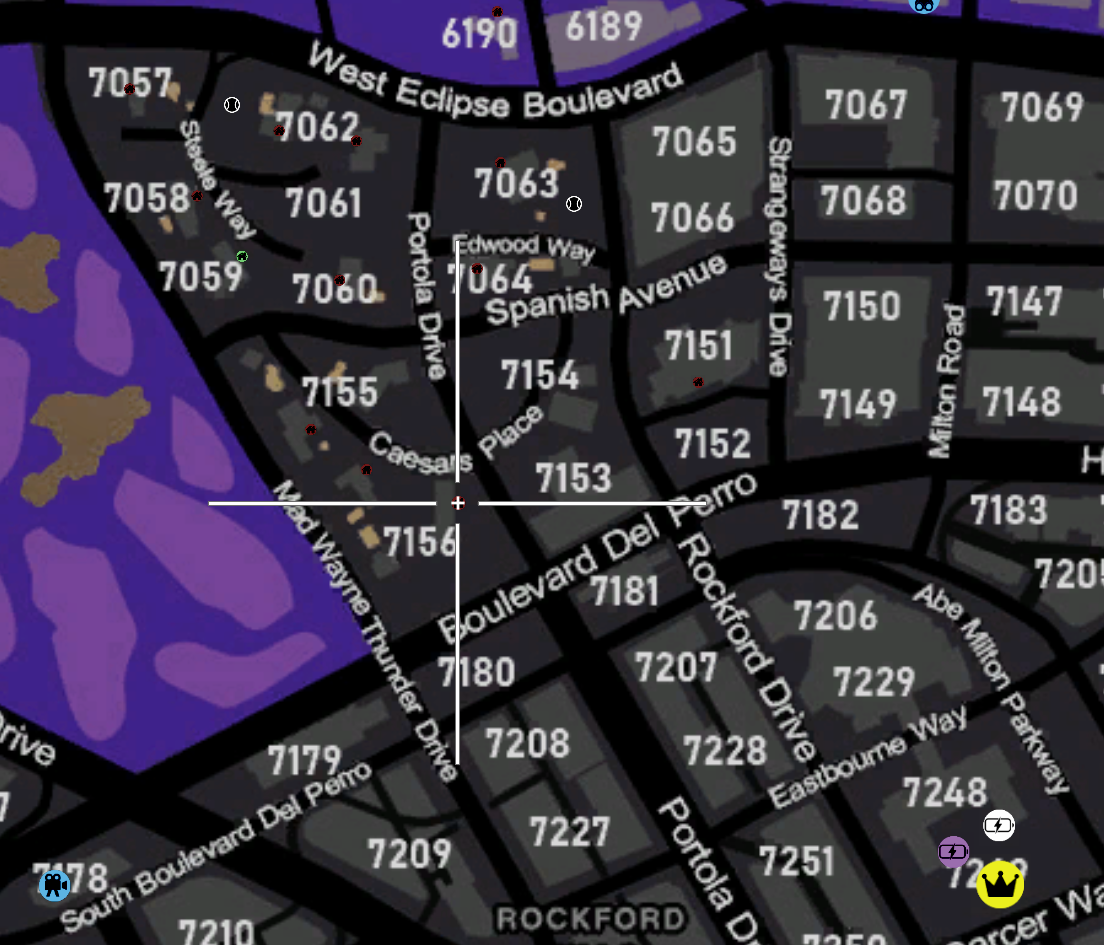 6190
6189
West Eclipse Boulevard
7057
7062
7065
7067
7069
Steele Way
Strangeways Drive
7058
7061
7063
7066
7068
7070
Portola Drive
Edwood Way
7059
7060
7064
Spanish Avenue
7150
7147
7151
Milton Road
7155
7154
7149
7148
Caesars Place
7152
H
7153
Mad Wayne Thunder Drive
Boulevard Del Perro
7182
7183
7156
Rockford Drive
7181
7205
Abe Milton Parkway
7206
7180
7207
7229
Drive
7208
7228
Eastbourne Way
7179
South Boulevard Del Perro
7248
7
7209
7227
7251
Portola Dr
7178
7210
ROCKFORD